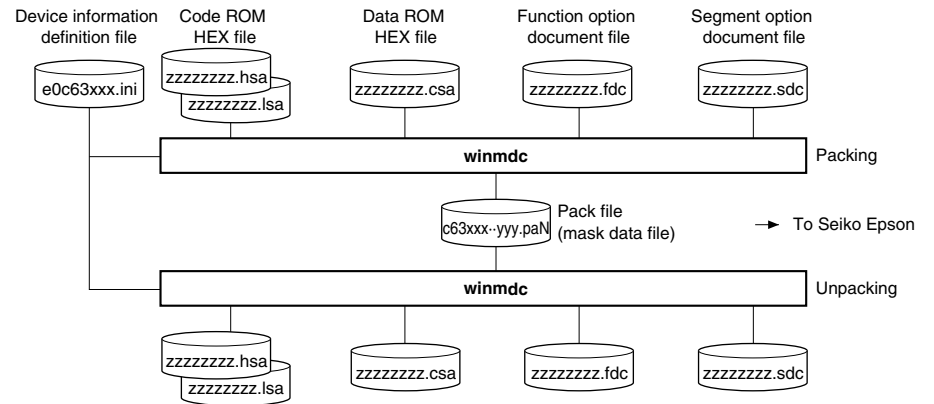 Device information
definition file
Code ROM
HEX file
Data ROM
HEX file
Function option
document file
Segment option
document file
e0c63xxx.ini
zzzzzzzz.hsa
zzzzzzzz.lsa
zzzzzzzz.csa
zzzzzzzz.fdc
zzzzzzzz.sdc
winmdc
Packing
c63xxx··yyy.paN
Pack file
(mask data file)
To Seiko Epson
winmdc
Unpacking
zzzzzzzz.hsa
zzzzzzzz.lsa
zzzzzzzz.csa
zzzzzzzz.fdc
zzzzzzzz.sdc